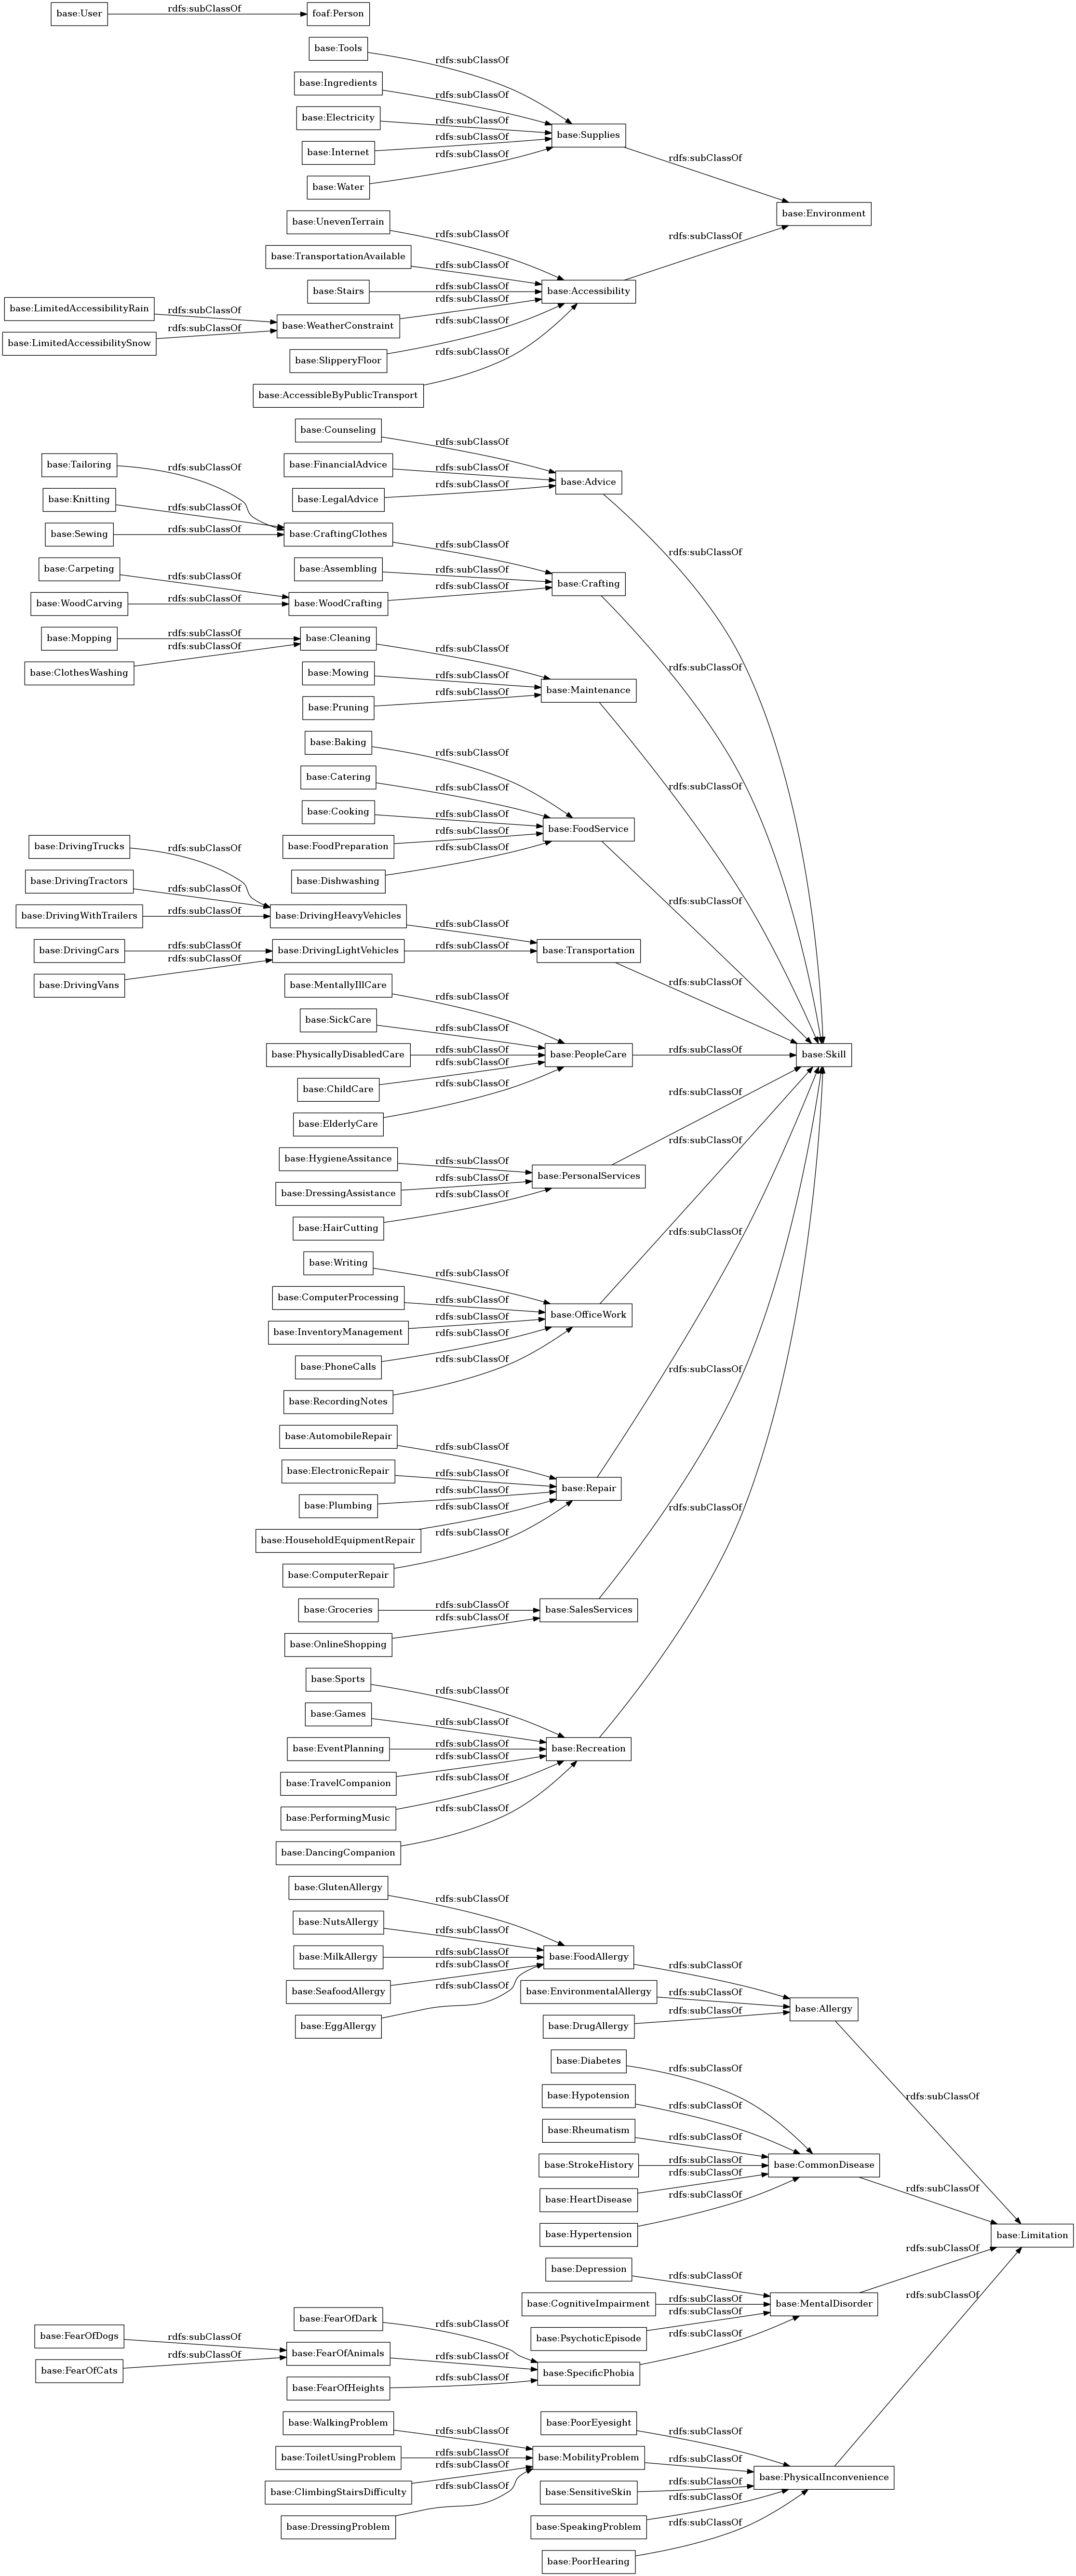 base:User
rdfs:subClassOf
foaf:Person
base:Tools
rdfs:subClassOf
base:Ingredients
rdfs:subClassOf
base:Electricity
rdfs:subClassOf
base:Supplies
base:Internet
rdfs:subClassOf
base:Water
rdfs:subClassOf
rdfs:subClassOf
base:Environment
base:UnevenTerrain
rdfs:subClassOf
rdfs:subClassOf
base:TransportationAvailable
rdfs:subClassOf
base:Stairs
rdfs:subClassOf
base:Accessibility
base:LimitedAccessibilityRain
rdfs:subClassOf
base:WeatherConstraint
rdfs:subClassOf
base:LimitedAccessibilitySnow
rdfs:subClassOf
base:SlipperyFloor
rdfs:subClassOf
base:AccessibleByPublicTransport
rdfs:subClassOf
base:Counseling
rdfs:subClassOf
base:FinancialAdvice
rdfs:subClassOf
base:Advice
base:LegalAdvice
rdfs:subClassOf
rdfs:subClassOf
base:Tailoring
rdfs:subClassOf
base:Knitting
rdfs:subClassOf
base:Sewing
rdfs:subClassOf
base:CraftingClothes
rdfs:subClassOf
base:Assembling
rdfs:subClassOf
base:Crafting
base:Carpeting
rdfs:subClassOf
base:WoodCarving
rdfs:subClassOf
base:WoodCrafting
rdfs:subClassOf
rdfs:subClassOf
base:Mopping
rdfs:subClassOf
base:Cleaning
rdfs:subClassOf
base:ClothesWashing
rdfs:subClassOf
base:Mowing
rdfs:subClassOf
base:Maintenance
base:Pruning
rdfs:subClassOf
rdfs:subClassOf
base:Baking
rdfs:subClassOf
base:Catering
rdfs:subClassOf
base:Cooking
rdfs:subClassOf
base:FoodService
base:FoodPreparation
rdfs:subClassOf
base:Dishwashing
rdfs:subClassOf
rdfs:subClassOf
base:DrivingTrucks
rdfs:subClassOf
base:DrivingTractors
rdfs:subClassOf
base:DrivingWithTrailers
rdfs:subClassOf
base:DrivingHeavyVehicles
rdfs:subClassOf
base:DrivingCars
rdfs:subClassOf
base:DrivingLightVehicles
rdfs:subClassOf
base:Transportation
rdfs:subClassOf
base:DrivingVans
rdfs:subClassOf
base:MentallyIllCare
rdfs:subClassOf
base:SickCare
rdfs:subClassOf
base:PhysicallyDisabledCare
rdfs:subClassOf
base:PeopleCare
rdfs:subClassOf
base:Skill
base:ChildCare
rdfs:subClassOf
base:ElderlyCare
rdfs:subClassOf
base:HygieneAssitance
rdfs:subClassOf
base:PersonalServices
rdfs:subClassOf
base:DressingAssistance
rdfs:subClassOf
base:HairCutting
rdfs:subClassOf
base:Writing
rdfs:subClassOf
base:ComputerProcessing
rdfs:subClassOf
base:OfficeWork
rdfs:subClassOf
base:InventoryManagement
rdfs:subClassOf
base:PhoneCalls
rdfs:subClassOf
base:RecordingNotes
rdfs:subClassOf
base:AutomobileRepair
rdfs:subClassOf
base:ElectronicRepair
rdfs:subClassOf
base:Repair
rdfs:subClassOf
base:Plumbing
rdfs:subClassOf
base:HouseholdEquipmentRepair
rdfs:subClassOf
base:ComputerRepair
rdfs:subClassOf
base:Groceries
rdfs:subClassOf
base:SalesServices
rdfs:subClassOf
base:OnlineShopping
rdfs:subClassOf
base:Sports
rdfs:subClassOf
base:Games
rdfs:subClassOf
base:EventPlanning
rdfs:subClassOf
base:Recreation
base:TravelCompanion
rdfs:subClassOf
base:PerformingMusic
rdfs:subClassOf
base:DancingCompanion
rdfs:subClassOf
base:GlutenAllergy
rdfs:subClassOf
base:NutsAllergy
rdfs:subClassOf
base:MilkAllergy
rdfs:subClassOf
base:FoodAllergy
rdfs:subClassOf
base:SeafoodAllergy
rdfs:subClassOf
base:EnvironmentalAllergy
rdfs:subClassOf
base:Allergy
base:EggAllergy
rdfs:subClassOf
base:DrugAllergy
rdfs:subClassOf
rdfs:subClassOf
base:Diabetes
rdfs:subClassOf
base:Hypotension
rdfs:subClassOf
base:Rheumatism
rdfs:subClassOf
base:StrokeHistory
rdfs:subClassOf
base:CommonDisease
rdfs:subClassOf
base:HeartDisease
rdfs:subClassOf
base:Hypertension
rdfs:subClassOf
base:Limitation
base:Depression
rdfs:subClassOf
rdfs:subClassOf
base:CognitiveImpairment
rdfs:subClassOf
base:MentalDisorder
rdfs:subClassOf
base:PsychoticEpisode
rdfs:subClassOf
base:FearOfDark
rdfs:subClassOf
base:FearOfDogs
rdfs:subClassOf
base:FearOfAnimals
rdfs:subClassOf
base:SpecificPhobia
rdfs:subClassOf
base:FearOfCats
rdfs:subClassOf
base:FearOfHeights
rdfs:subClassOf
base:WalkingProblem
rdfs:subClassOf
base:PoorEyesight
rdfs:subClassOf
base:ToiletUsingProblem
rdfs:subClassOf
base:MobilityProblem
rdfs:subClassOf
base:PhysicalInconvenience
base:ClimbingStairsDifficulty
rdfs:subClassOf
base:SensitiveSkin
rdfs:subClassOf
base:DressingProblem
rdfs:subClassOf
base:SpeakingProblem
rdfs:subClassOf
base:PoorHearing
rdfs:subClassOf